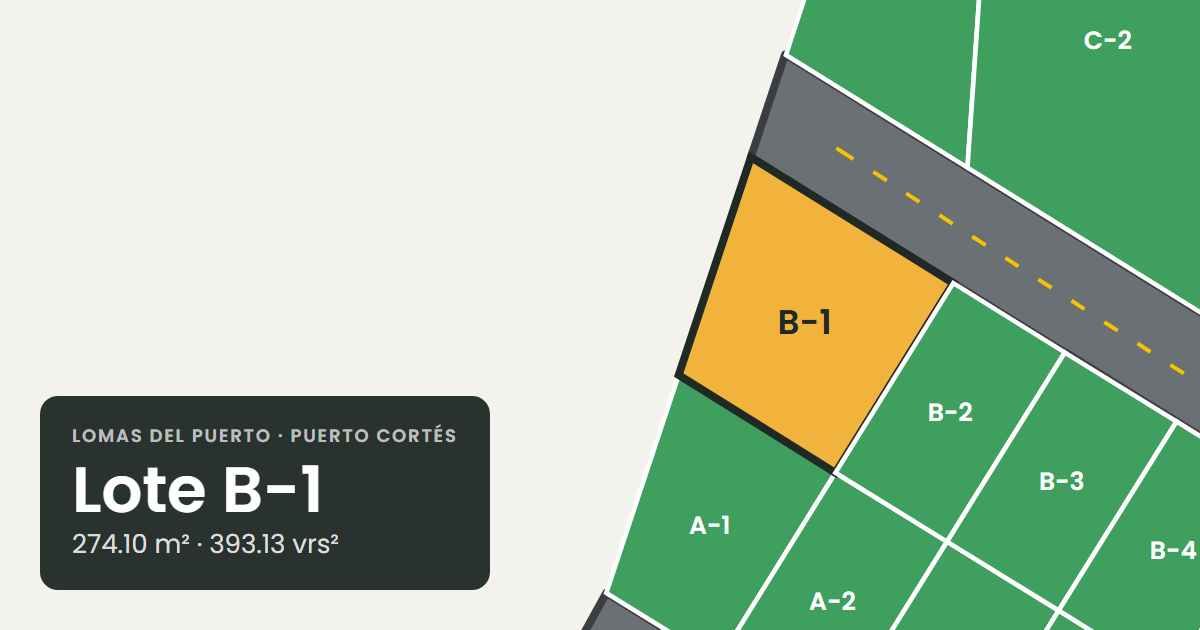 C-2
B-1
B-2
B-3
B-4
A-1
A-2
LOMAS DEL PUERTO · PUERTO CORTÉS
Lote B-1
274.10 m² · 393.13 vrs²